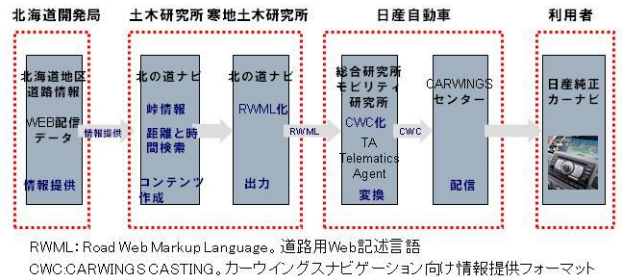 北海道開発局
土木研究所 寒地土木研究所
日産自動車
利用者
北海道地区
道路情報
WEB配信
データ
情報提供
情報提供
北の道ナビ
峠情報
距離と時
間検索
コンテンツ
作成
北の道ナビ
RWML化
出力
RWML
総合研究所
モビリティ
研究所
CWC化
TA
Telematics
Agent
変換
CWC
CARWINGS
センター
配信
日産純正
カーナビ
RWML：Road Web Markup Language。道路用Web記述言語
CWC:CARWINGS CASTING。カーウイングスナビゲーション向け情報提供フォーマット